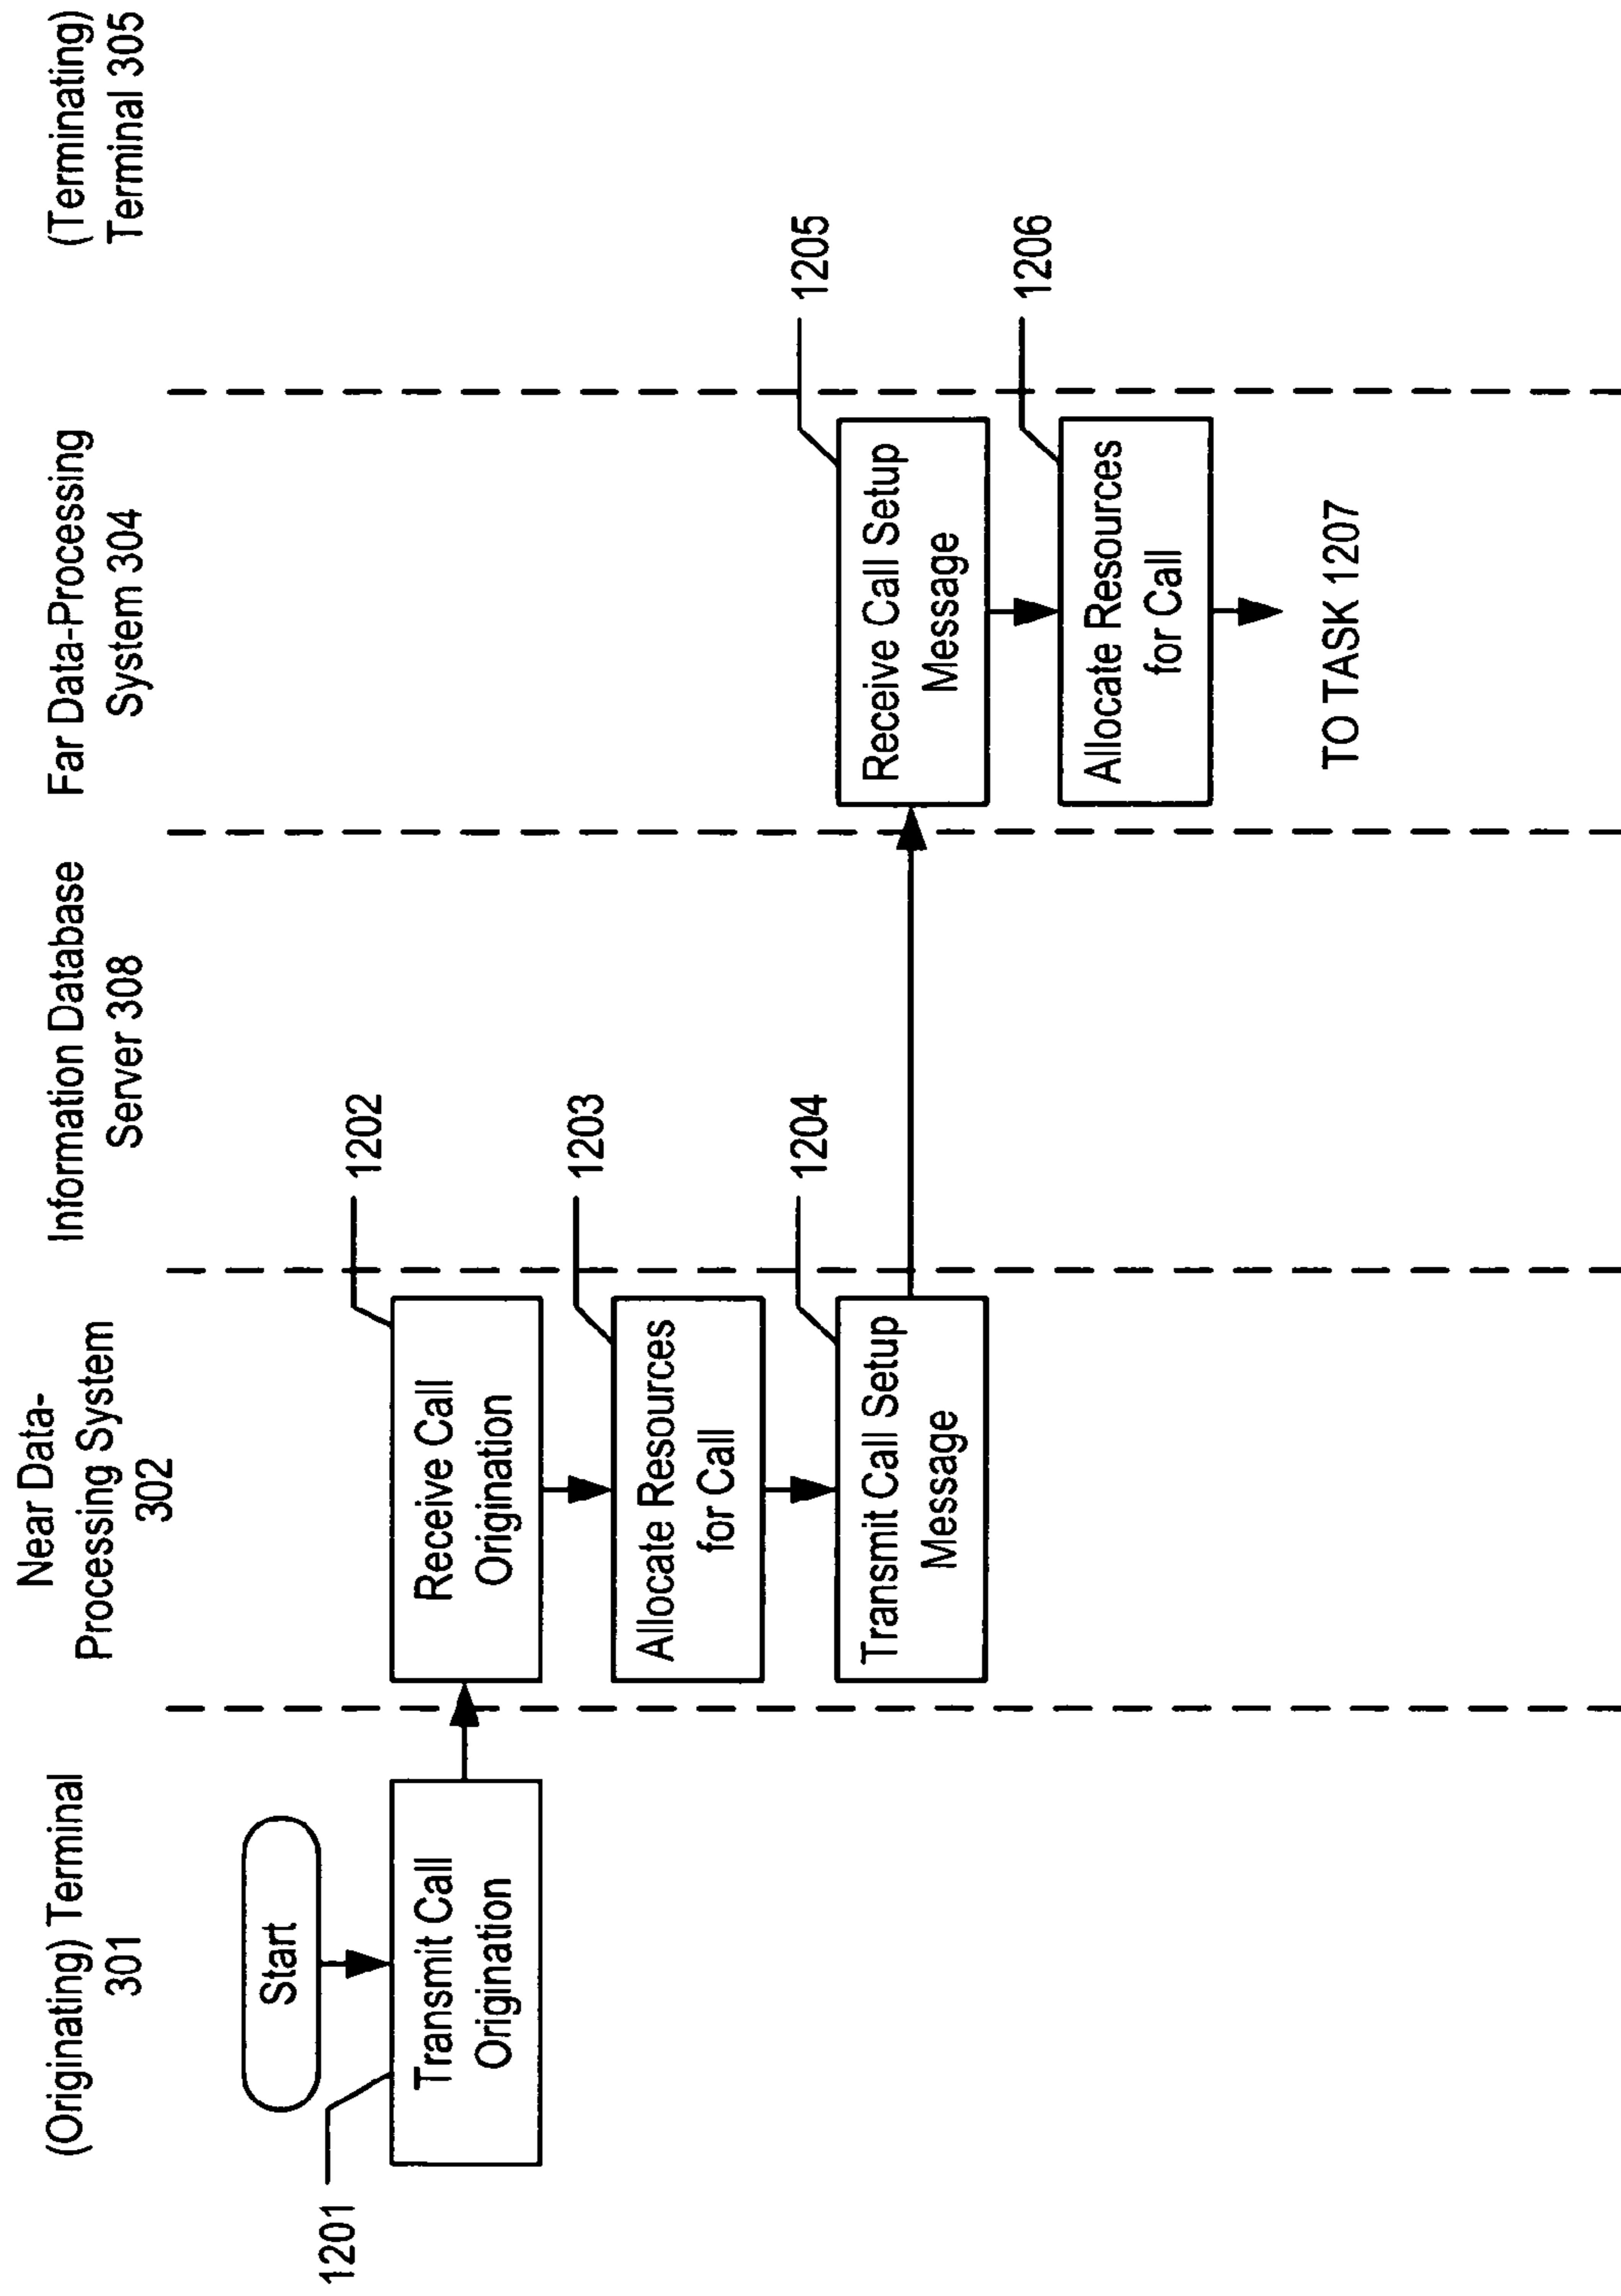 (Originating) Terminal
301
Near Data-
Processing System
302
Information Database
Server 308
Far Data-Processing
System 304
(Terminating)
Terminal 305
Start
1201
Transmit Call
Origination
1202
Receive Call
Origination
1203
Allocate Resources
for Call
1204
Transmit Call Setup
Message
1205
Receive Call Setup
Message
1206
Allocate Resources
for Call
TO TASK 1207